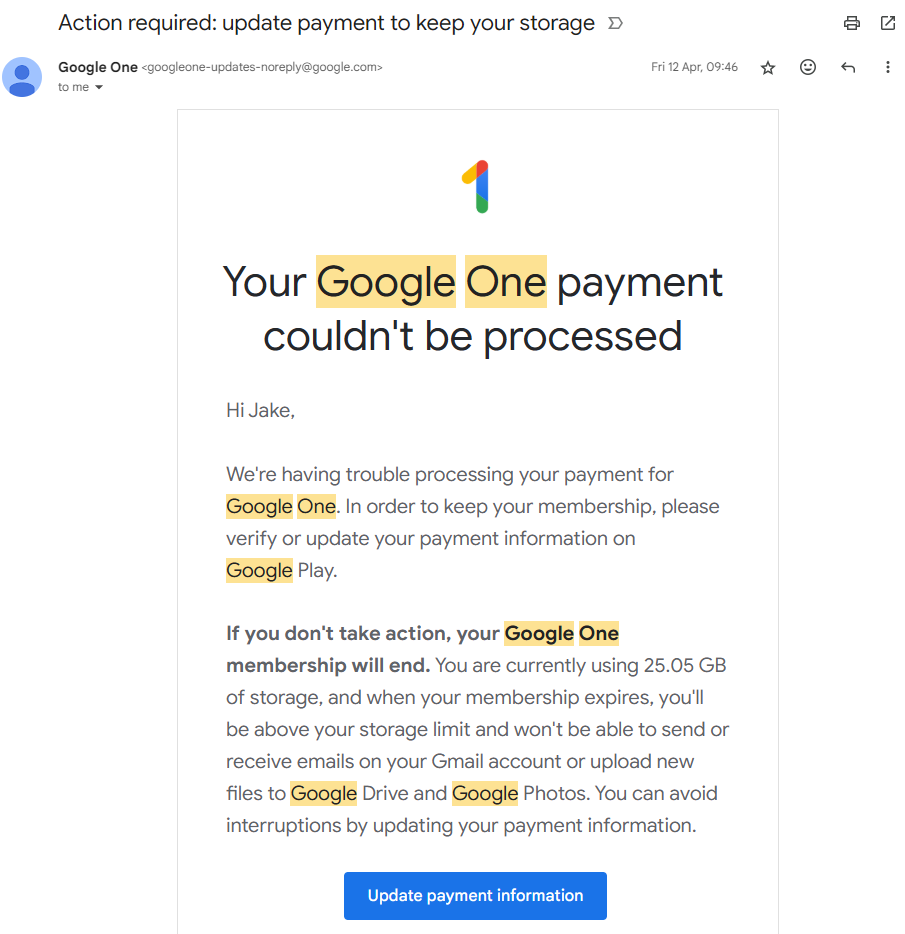 Action required: update payment to keep your storage
Google One <googleone-updates-noreply@google.com>
Fri 12 Apr, 09:46
to me
1
Your Google One payment
couldn't be processed
Hi Jake,
We're having trouble processing your payment for
Google One. In order to keep your membership, please
verify or update your payment information on
Google Play.
If you don't take action, your Google One
membership will end. You are currently using 25.05 GB
of storage, and when your membership expires, you'll
be above your storage limit and won't be able to send or
receive emails on your Gmail account or upload new
files to Google Drive and Google Photos. You can avoid
interruptions by updating your payment information.
Update payment information